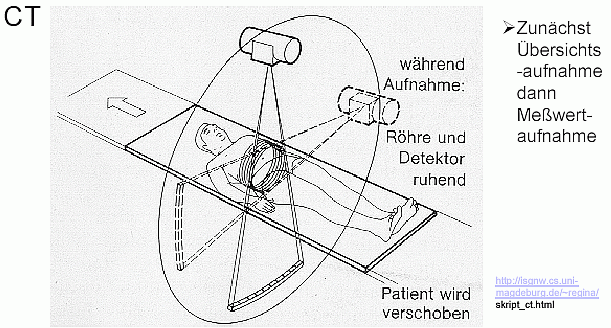 CT
während
Aufnahme:
Röhre und
Detektor
ruhend
Patient wird
verschoben
➢Zunächst
Übersichts
-aufnahme
dann
Meßwert-
aufnahme
http://isgnw.cs.uni-
magdeburg.de/~regina/
skript_ct.html